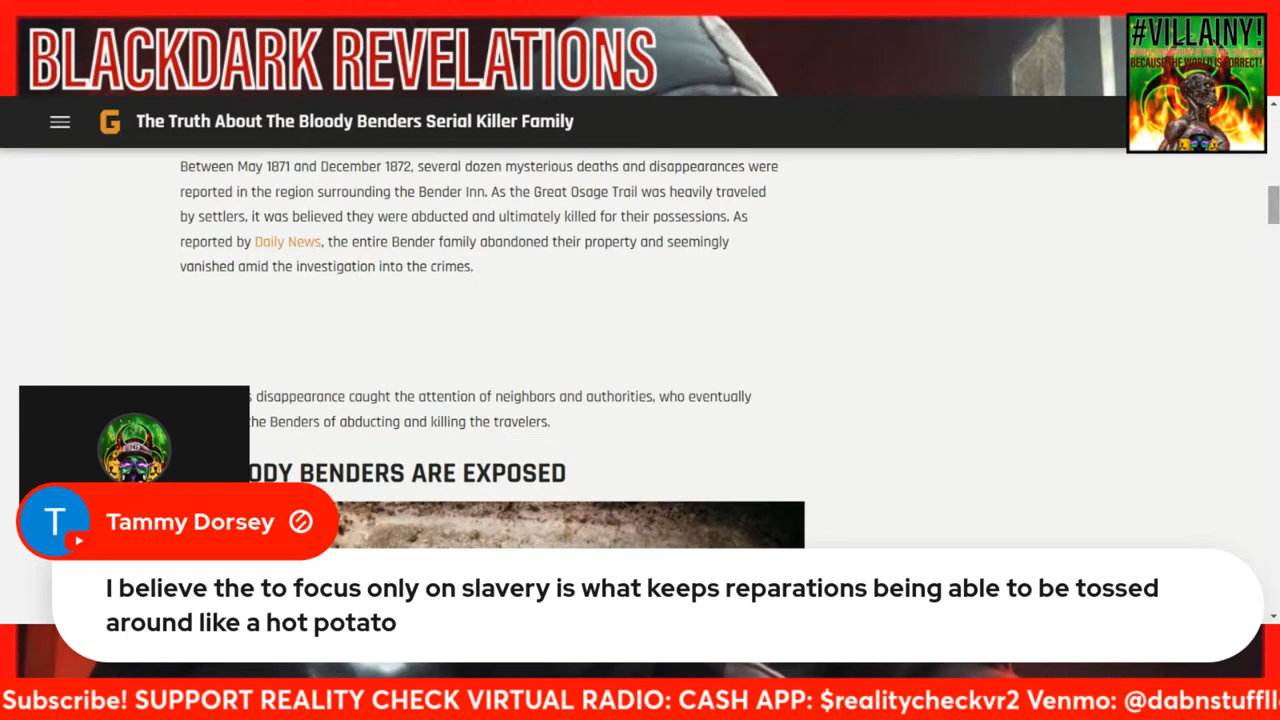 BLACKDARK REVELATIONS
#VILLAINY!
BECAUSE THE WORLD IS CORRECT!
G The Truth About The Bloody Benders Serial Killer Family
Between May 1871 and December 1872, several dozen mysterious deaths and disappearances were
reported in the region surrounding the Bender Inn. As the Great Osage Trail was heavily traveled
by settlers, it was believed they were abducted and ultimately killed for their possessions. As
reported by Daily News, the entire Bender family abandoned their property and seemingly
vanished amid the investigation into the crimes.
disappearance caught the attention of neighbors and authorities, who eventually
the Benders of abducting and killing the travelers.
ODY BENDERS ARE EXPOSED
T Tammy Dorsey
I believe the to focus only on slavery is what keeps reparations being able to be tossed
around like a hot potato
Subscribe! SUPPORT REALITY CHECK VIRTUAL RADIO: CASH APP: $realitycheckvr2 Venmo: @dabnstuffll